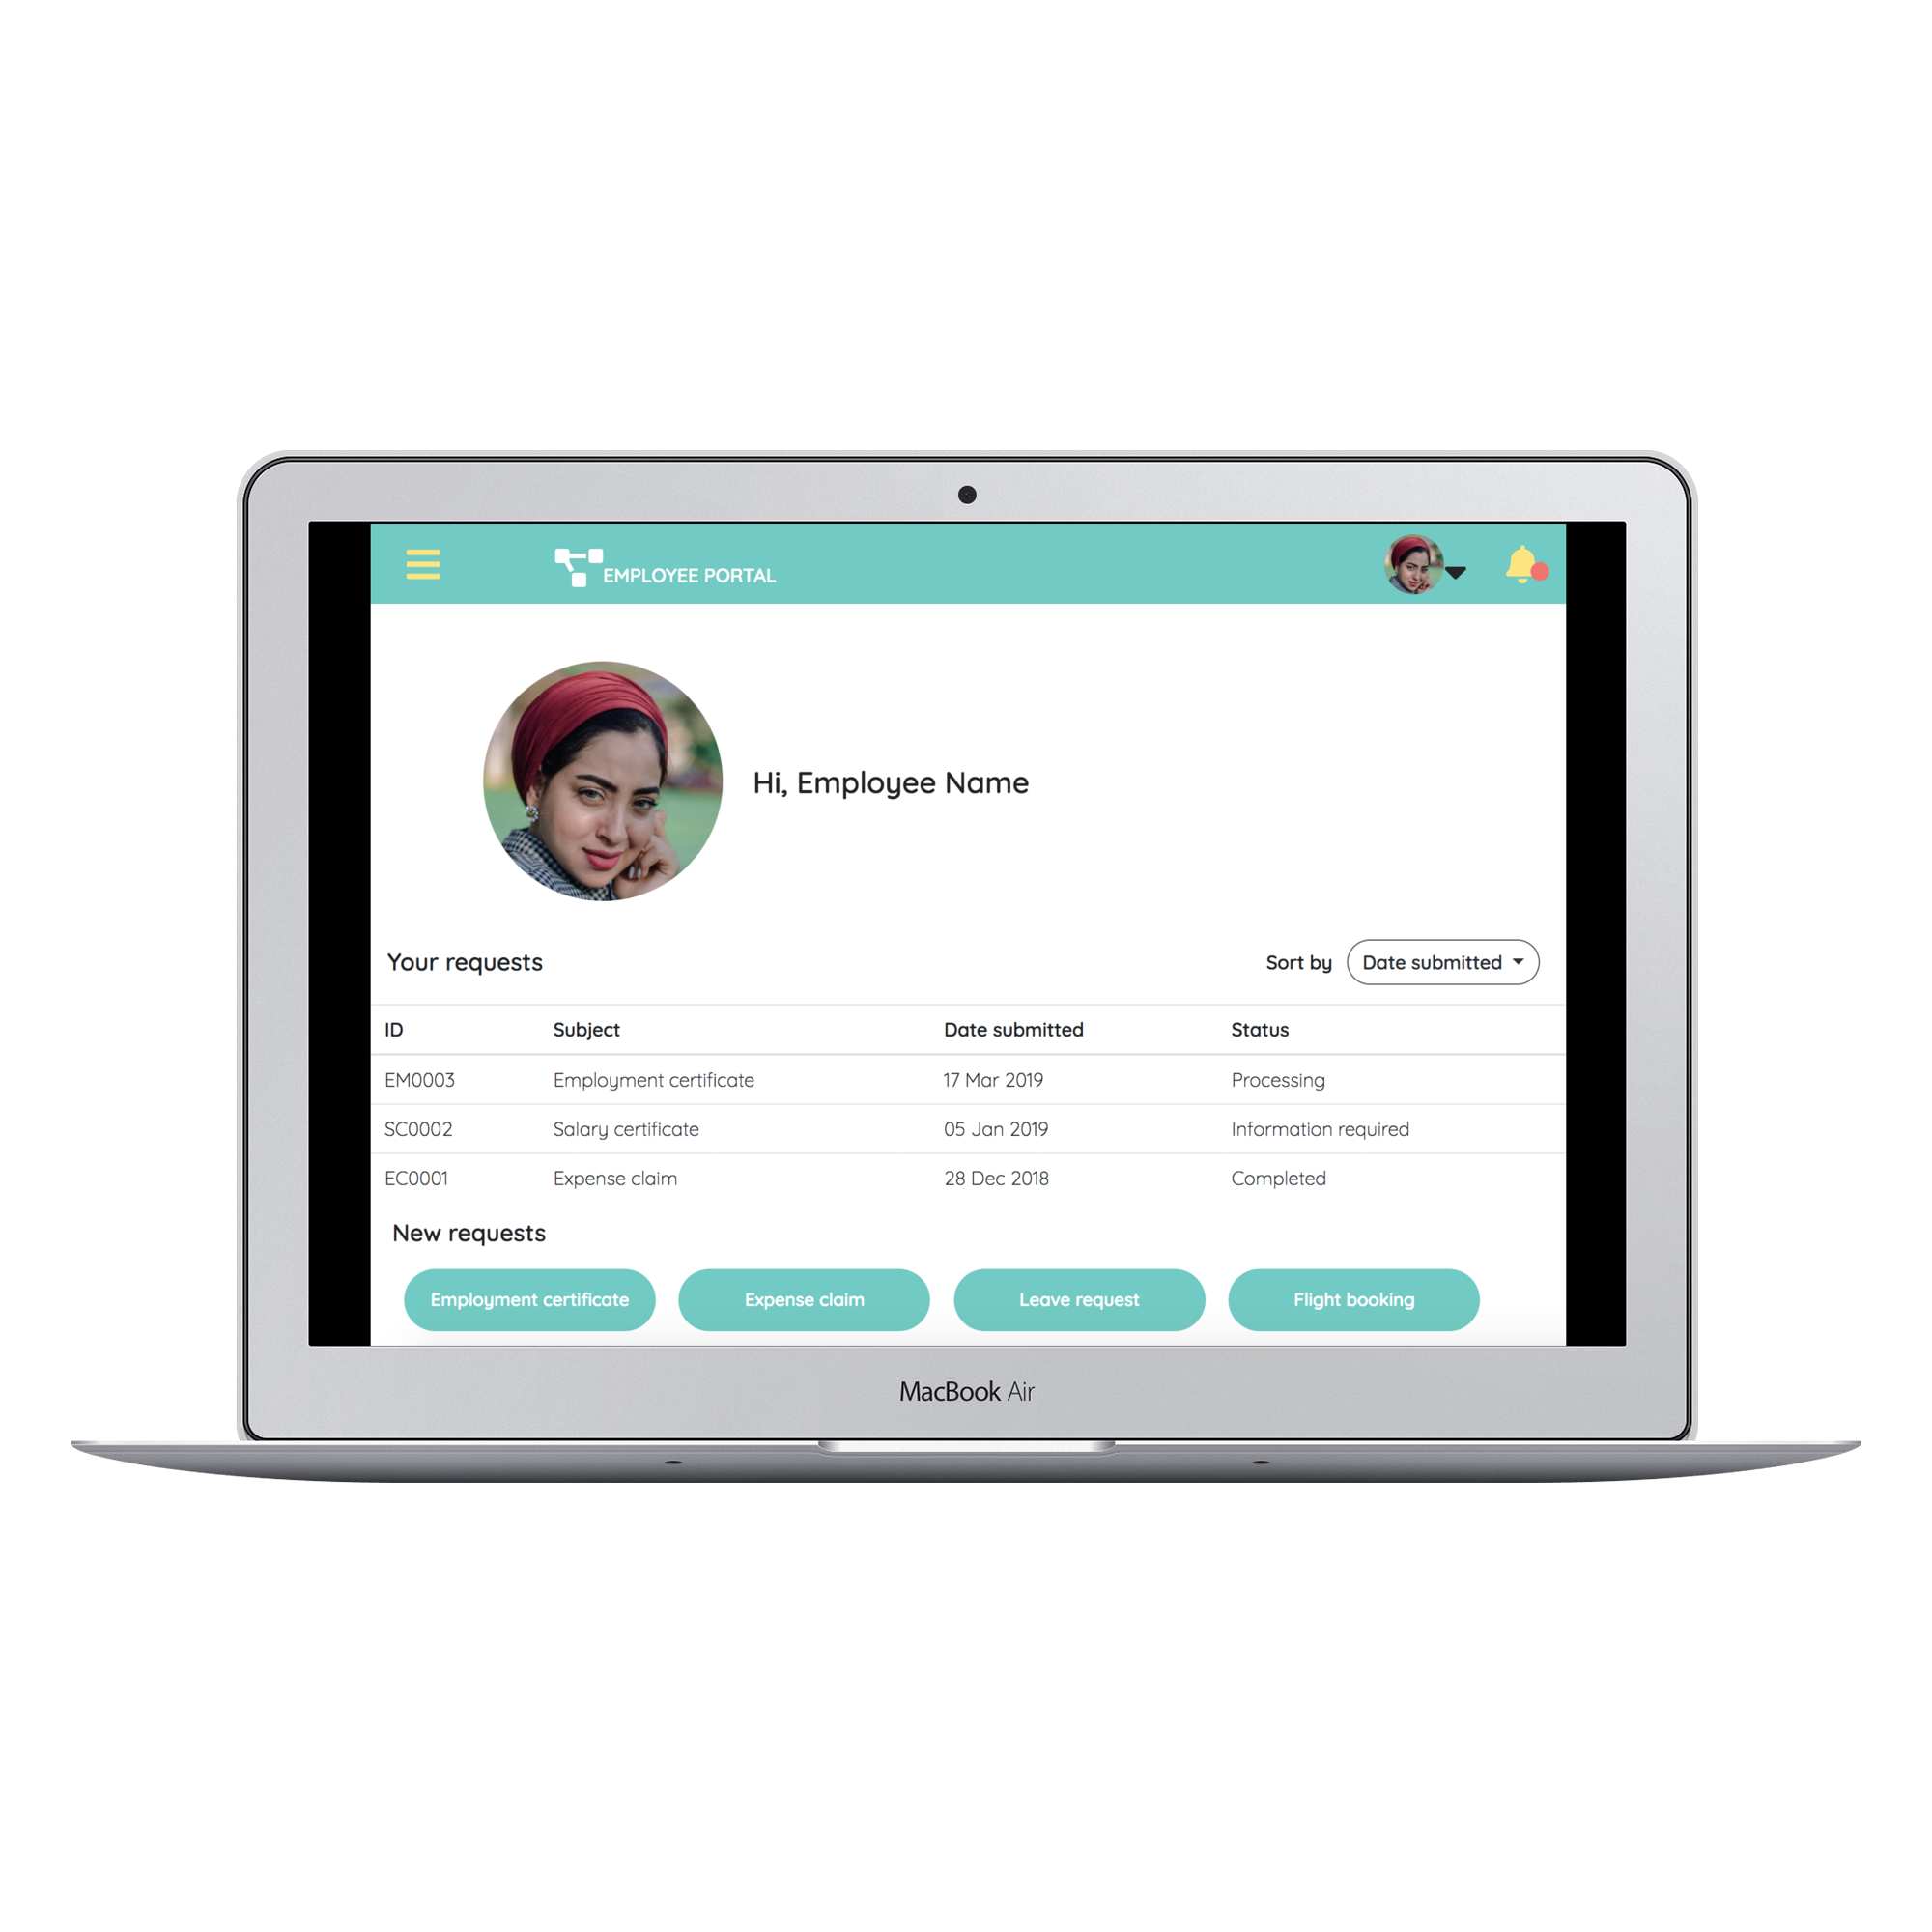 EMPLOYEE PORTAL
Hi, Employee Name
Your requests
Sort by Date submitted
ID Subject Date submitted Status
EM0003 Employment certificate 17 Mar 2019 Processing
SC0002 Salary certificate 05 Jan 2019 Information required
EC0001 Expense claim 28 Dec 2018 Completed
New requests
Employment certificate Expense claim Leave request Flight booking
MacBook Air